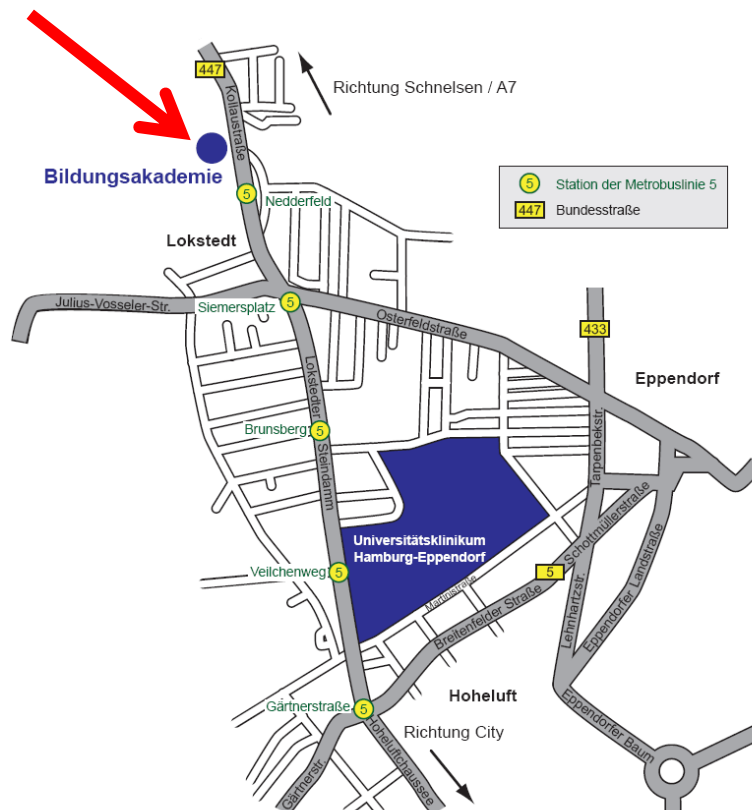 447
Richtung Schnelsen / A7
Kollaustraße
Bildungsakademie
5
Station der Metrobuslinie 5
447
Bundesstraße
5
Nedderfeld
Lokstedt
Julius-Vosseler-Str.
Siemersplatz
5
Osterfeldstraße
433
Eppendorf
Lokstedter
Steindamm
Brunsberg
5
Tarpenbekstr.
Universitätsklinikum
Hamburg-Eppendorf
Schottmüllerstraße
Veilchenweg
5
5
Martinistraße
Breitenfelder Straße
Lehnhartzstr.
Eppendorfer Landstraße
Hoheluft
Gärtnerstraße
5
Richtung City
Eppendorfer Baum
Gärtnerstr.
Hoheluftchaussee